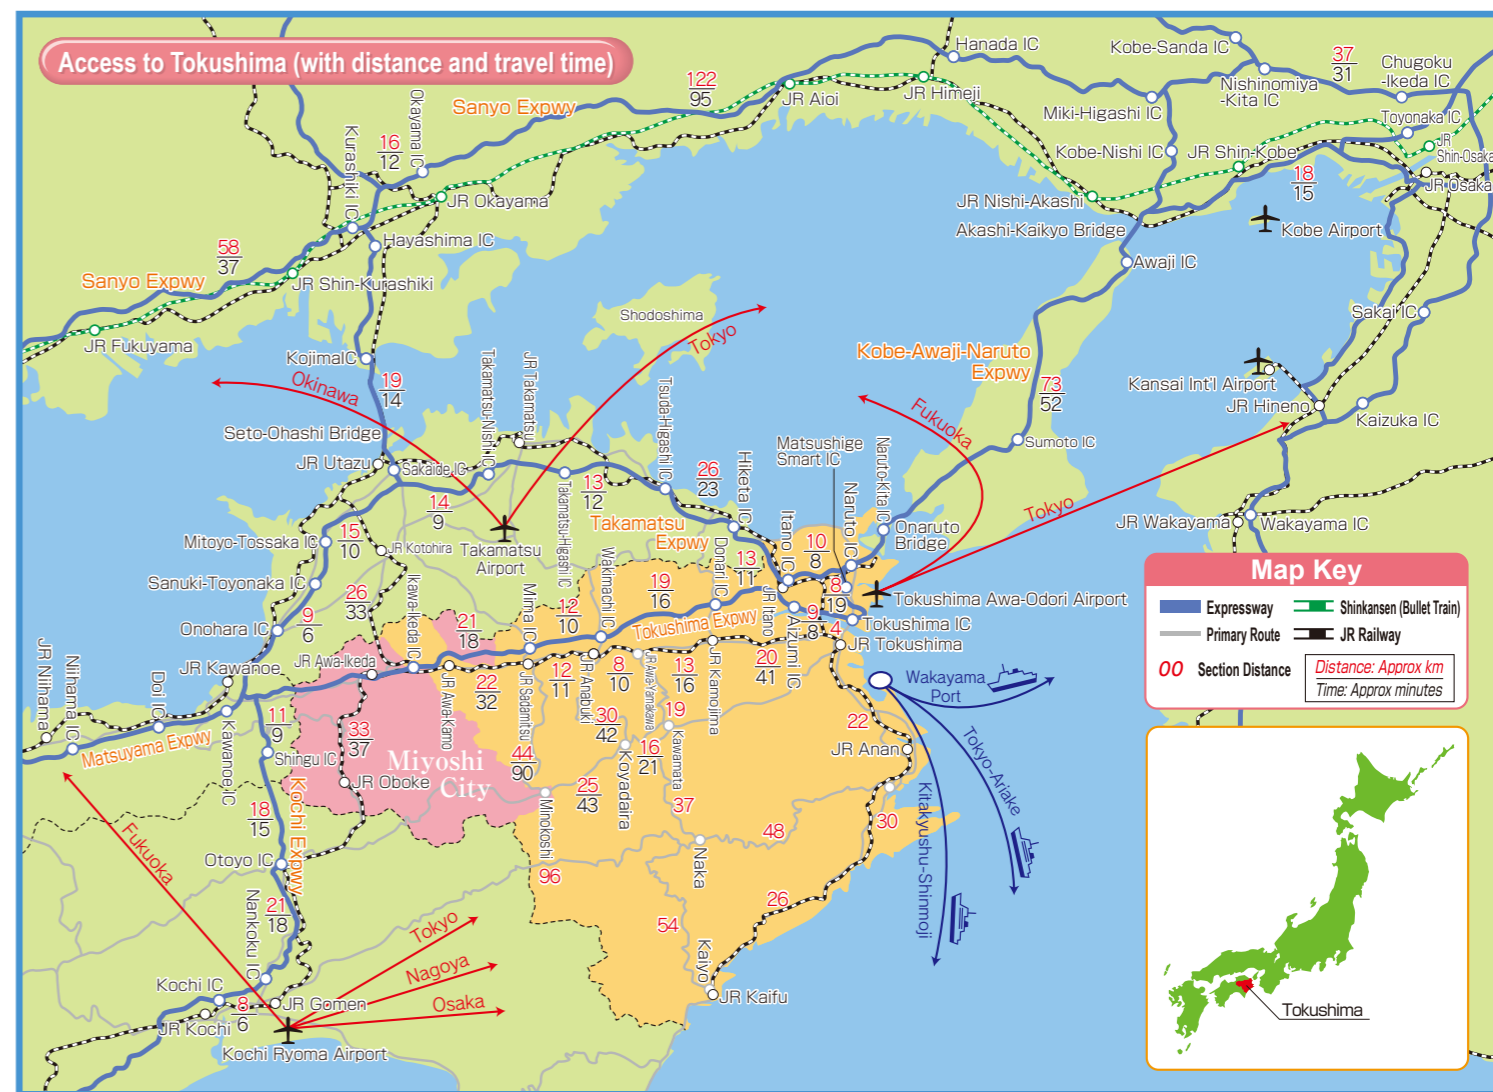 Access to Tokushima (with distance and travel time)
Hanada IC
Kobe-Sanda IC
37
31
Chugoku
-Ikeda IC
Nishinomiya
-Kita IC
122
95
Sanyo Expwy
JR Aioi
JR Himeji
Miki-Higashi IC
Toyonaka IC
Okayama IC
16
12
Kurashiki IC
Kobe-Nishi IC
JR Shin-Kobe
JR
Shin-Osaka
18
15
JR Osaka
JR Okayama
JR Nishi-Akashi
Akashi-Kaikyo Bridge
Kobe Airport
Hayashima IC
58
37
Sanyo Expwy
JR Shin-Kurashiki
Awaji IC
Shodoshima
Sakai IC
JR Fukuyama
KojimaIC
Tokyo
Kobe-Awaji-Naruto
Expwy
Okinawa
19
14
Takamatsu-Nishi IC
JR Takamatsu
Tsuda-Higashi IC
73
52
Kansai Int'l Airport
JR Hineno
Kaizuka IC
Fukuoka
Seto-Ohashi Bridge
JR Utazu
Sakaide IC
Matsushige
Smart IC
Naruto-Kita IC
Sumoto IC
Hiketa IC
26
23
13
12
14
9
Takamatsu-Higashi IC
Takamatsu
Expwy
Itano IC
Naruto IC
Tokyo
Onaruto
Bridge
JR Wakayama
Wakayama IC
15
10
Mitoyo-Tossaka IC
JR Kotohira
Takamatsu
Airport
Wakimachi IC
Donari IC
13
11
10
8
Sanuki-Toyonaka IC
26
33
Ikawa-Ikeda IC
Mima IC
19
16
JR Itano
8
19
Tokushima Awa-Odori Airport
Map Key
Expressway
Shinkansen (Bullet Train)
Primary Route
JR Railway
00
Section Distance
Distance: Approx km
Time: Approx minutes
Onohara IC
9
6
21
18
12
10
Tokushima Expwy
Aizumi IC
9
8
4
Tokushima IC
JR Tokushima
JR Niihama
Niihama IC
Doi IC
JR Kawanoe
JR Awa-Ikeda
JR Awa-Kamo
22
32
JR Sadamitsu
12
11
JR Anabuki
8
10
JR Awa-Yamakawa
13
16
JR Kamojima
20
41
Wakayama
Port
Kawanoe IC
Matsuyama Expwy
11
9
Shingu IC
33
37
Miyoshi
City
JR Oboke
44
90
30
42
Koyadaira
19
Kawamata
16
21
22
JR Anan
Tokyo-Ariake
Kitakyushu-Shinmoji
Minokoshi
25
43
37
18
15
Kochi Expwy
Fukuoka
Otoyo IC
96
Naka
48
30
21
18
Nankoku IC
54
26
Kaiyo
JR Kaifu
Tokyo
Nagoya
Osaka
Kochi IC
JR Kochi
8
6
JR Gomen
Kochi Ryoma Airport
Tokushima